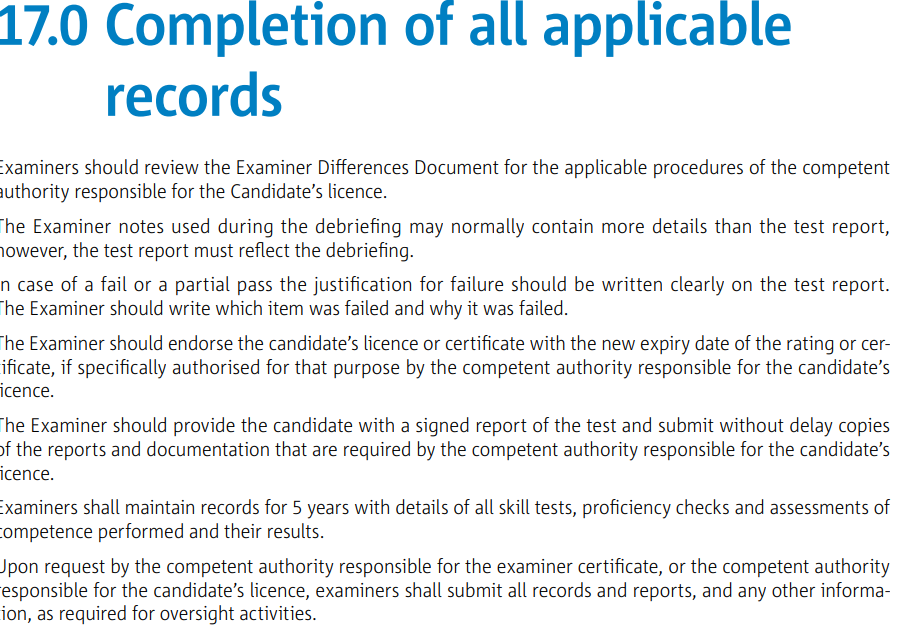 17.0 Completion of all applicable
records
Examiners should review the Examiner Differences Document for the applicable procedures of the competent
authority responsible for the Candidate’s licence.
The Examiner notes used during the debriefing may normally contain more details than the test report,
however, the test report must reflect the debriefing.
In case of a fail or a partial pass the justification for failure should be written clearly on the test report.
The Examiner should write which item was failed and why it was failed.
The Examiner should endorse the candidate’s licence or certificate with the new expiry date of the rating or cer-
tificate, if specifically authorised for that purpose by the competent authority responsible for the candidate’s
licence.
The Examiner should provide the candidate with a signed report of the test and submit without delay copies
of the reports and documentation that are required by the competent authority responsible for the candidate’s
licence.
Examiners shall maintain records for 5 years with details of all skill tests, proficiency checks and assessments of
competence performed and their results.
Upon request by the competent authority responsible for the examiner certificate, or the competent authority
responsible for the candidate’s licence, examiners shall submit all records and reports, and any other informa-
tion, as required for oversight activities.